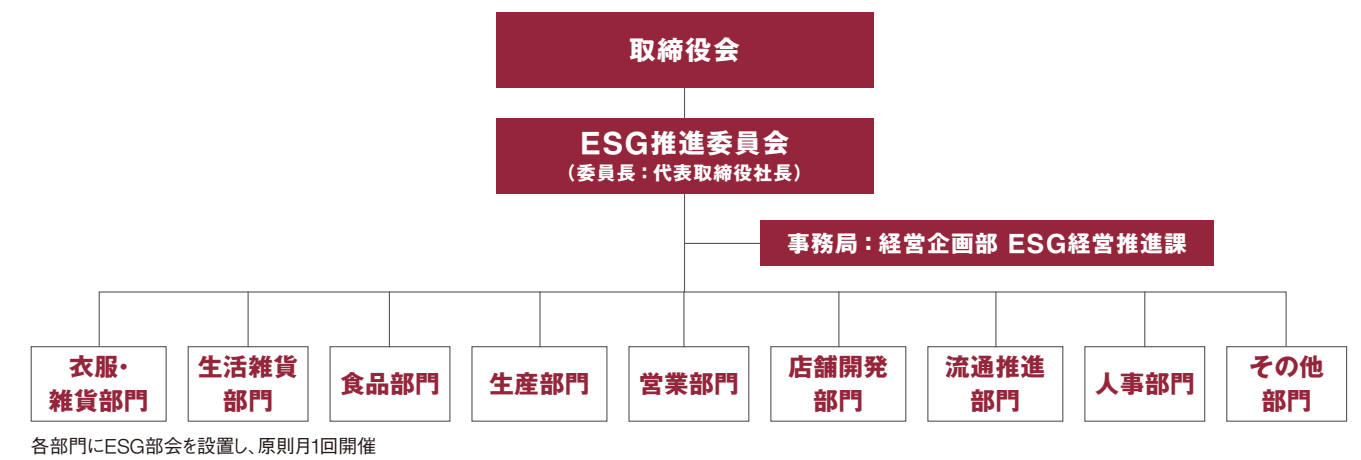 取締役会
ESG推進委員会
（委員長：代表取締役社長）
事務局：経営企画部 ESG経営推進課
衣服・
雑貨部門
生活雑貨
部門
食品部門
生産部門
営業部門
店舗開発
部門
流通推進
部門
人事部門
その他
部門
各部門にESG部会を設置し、原則月1回開催